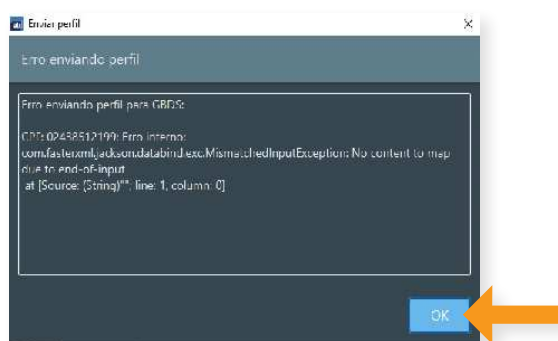 Enviar perfil
Erro enviando perfil
Erro enviando perfil para GBDS:
CPF: 02438512199: Erro interno:
com.fasterxml.jackson.databind.exc.MismatchedInputException: No content to map
due to end-of-input
at [Source: (String)""; line: 1, column: 0]
OK